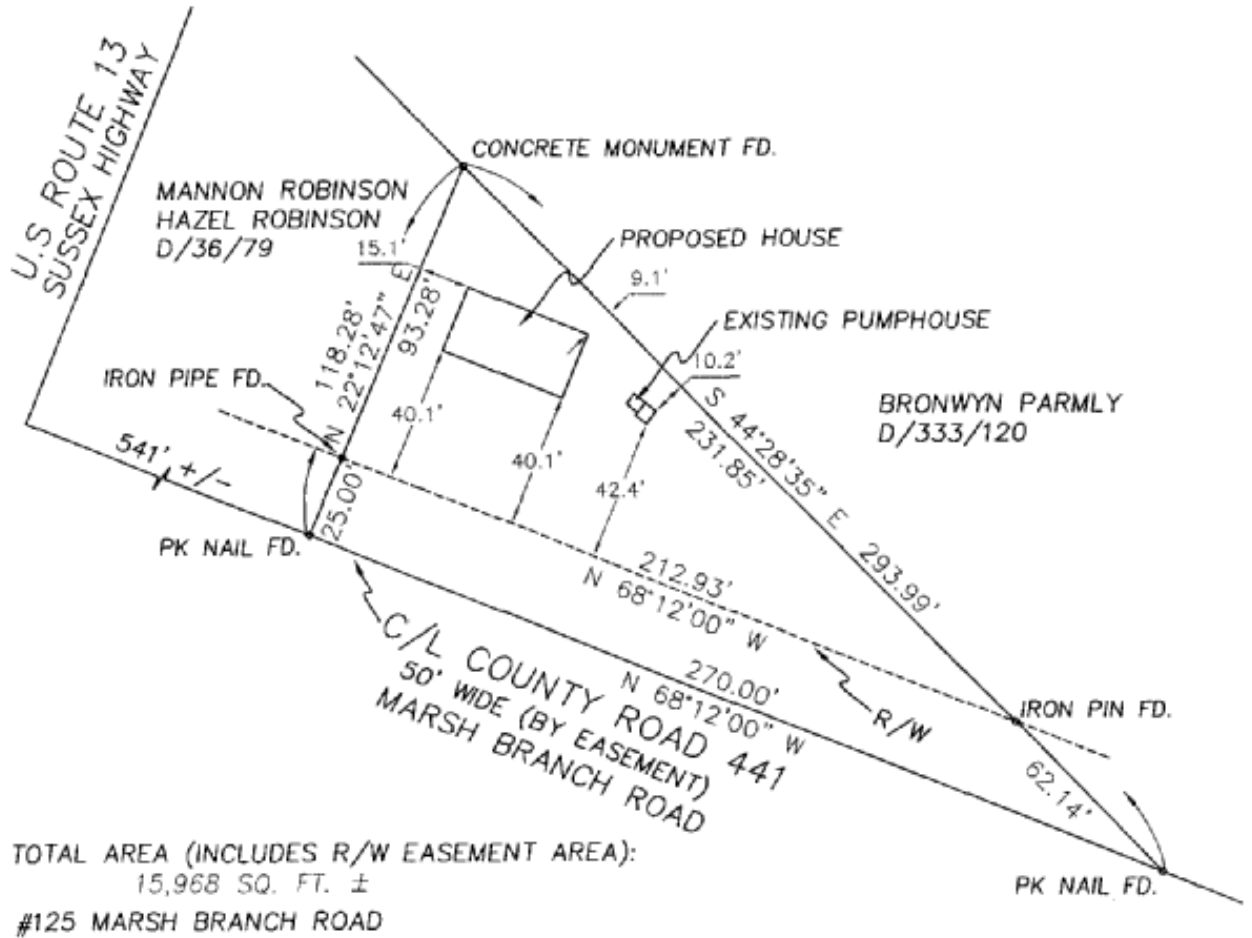 U.S ROUTE 13
SUSSEX HIGHWAY
CONCRETE MONUMENT FD.
MANNON ROBINSON
HAZEL ROBINSON
D/36/79
15.1'
PROPOSED HOUSE
9.1'
EXISTING PUMPHOUSE
10.2'
118.28'
N 22°12'47" E
93.28'
IRON PIPE FD.
40.1'
40.1'
42.4'
S 44°28'35" E
231.85'
293.99'
BRONWYN PARMLY
D/333/120
541' +/-
25.00'
PK NAIL FD.
212.93'
N 68°12'00" W
270.00'
N 68°12'00" W
C/L COUNTY ROAD 441
50' WIDE (BY EASEMENT)
MARSH BRANCH ROAD
R/W
IRON PIN FD.
62.14'
PK NAIL FD.
TOTAL AREA (INCLUDES R/W EASEMENT AREA):
15,968 SQ. FT. ±
#125 MARSH BRANCH ROAD